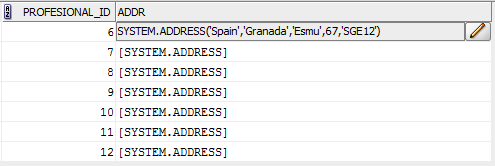 PROFESIONAL_ID ADDR
6 SYSTEM.ADDRESS('Spain','Granada','Esmu',67,'SGE12')
7 [SYSTEM.ADDRESS]
8 [SYSTEM.ADDRESS]
9 [SYSTEM.ADDRESS]
10 [SYSTEM.ADDRESS]
11 [SYSTEM.ADDRESS]
12 [SYSTEM.ADDRESS]